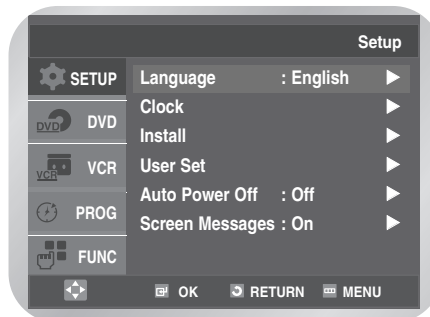 Setup
SETUP
Language : English ►
DVD DVD
Clock ►
Install ►
VCR VCR
User Set ►
Auto Power Off : Off ►
PROG
Screen Messages : On ►
FUNC
OK RETURN MENU